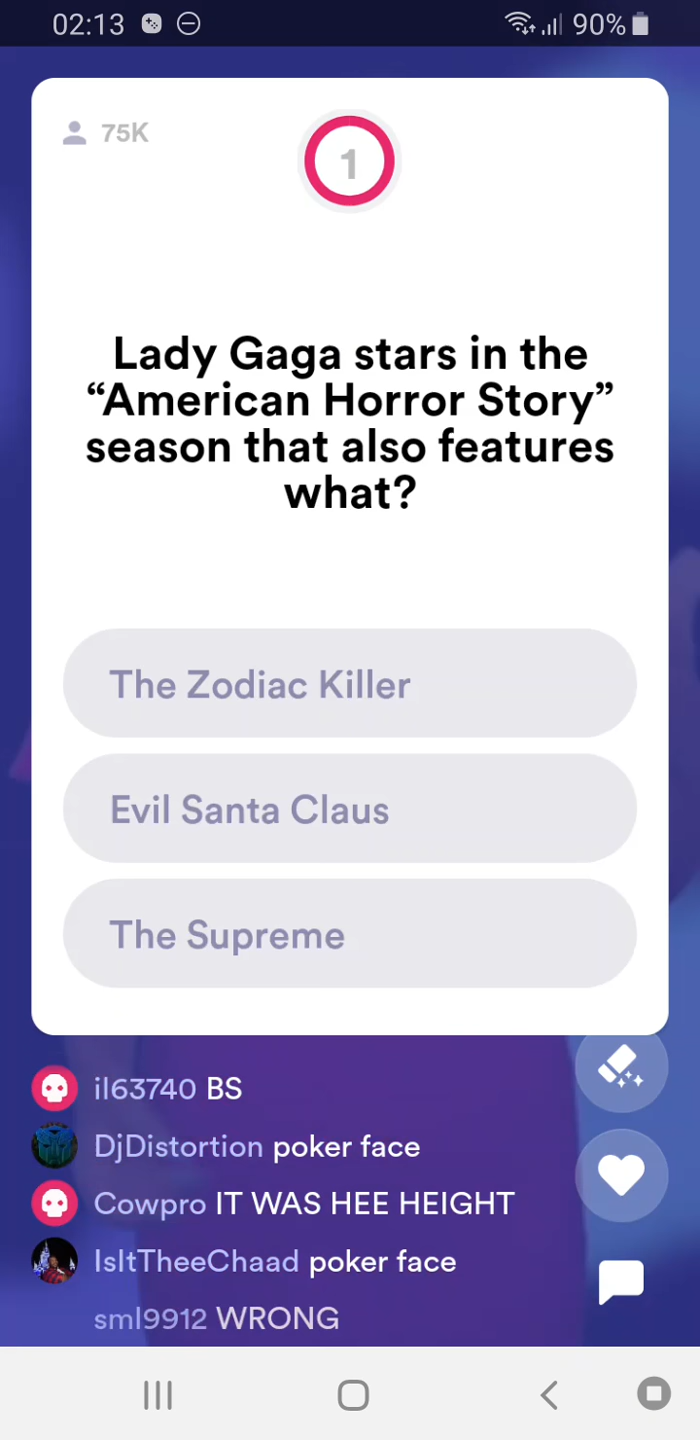 02:13 90%
75K
1
Lady Gaga stars in the
“American Horror Story”
season that also features
what?
The Zodiac Killer
Evil Santa Claus
The Supreme
il63740 BS
DjDistortion poker face
Cowpro IT WAS HEE HEIGHT
IsItTheeChaad poker face
sml9912 WRONG